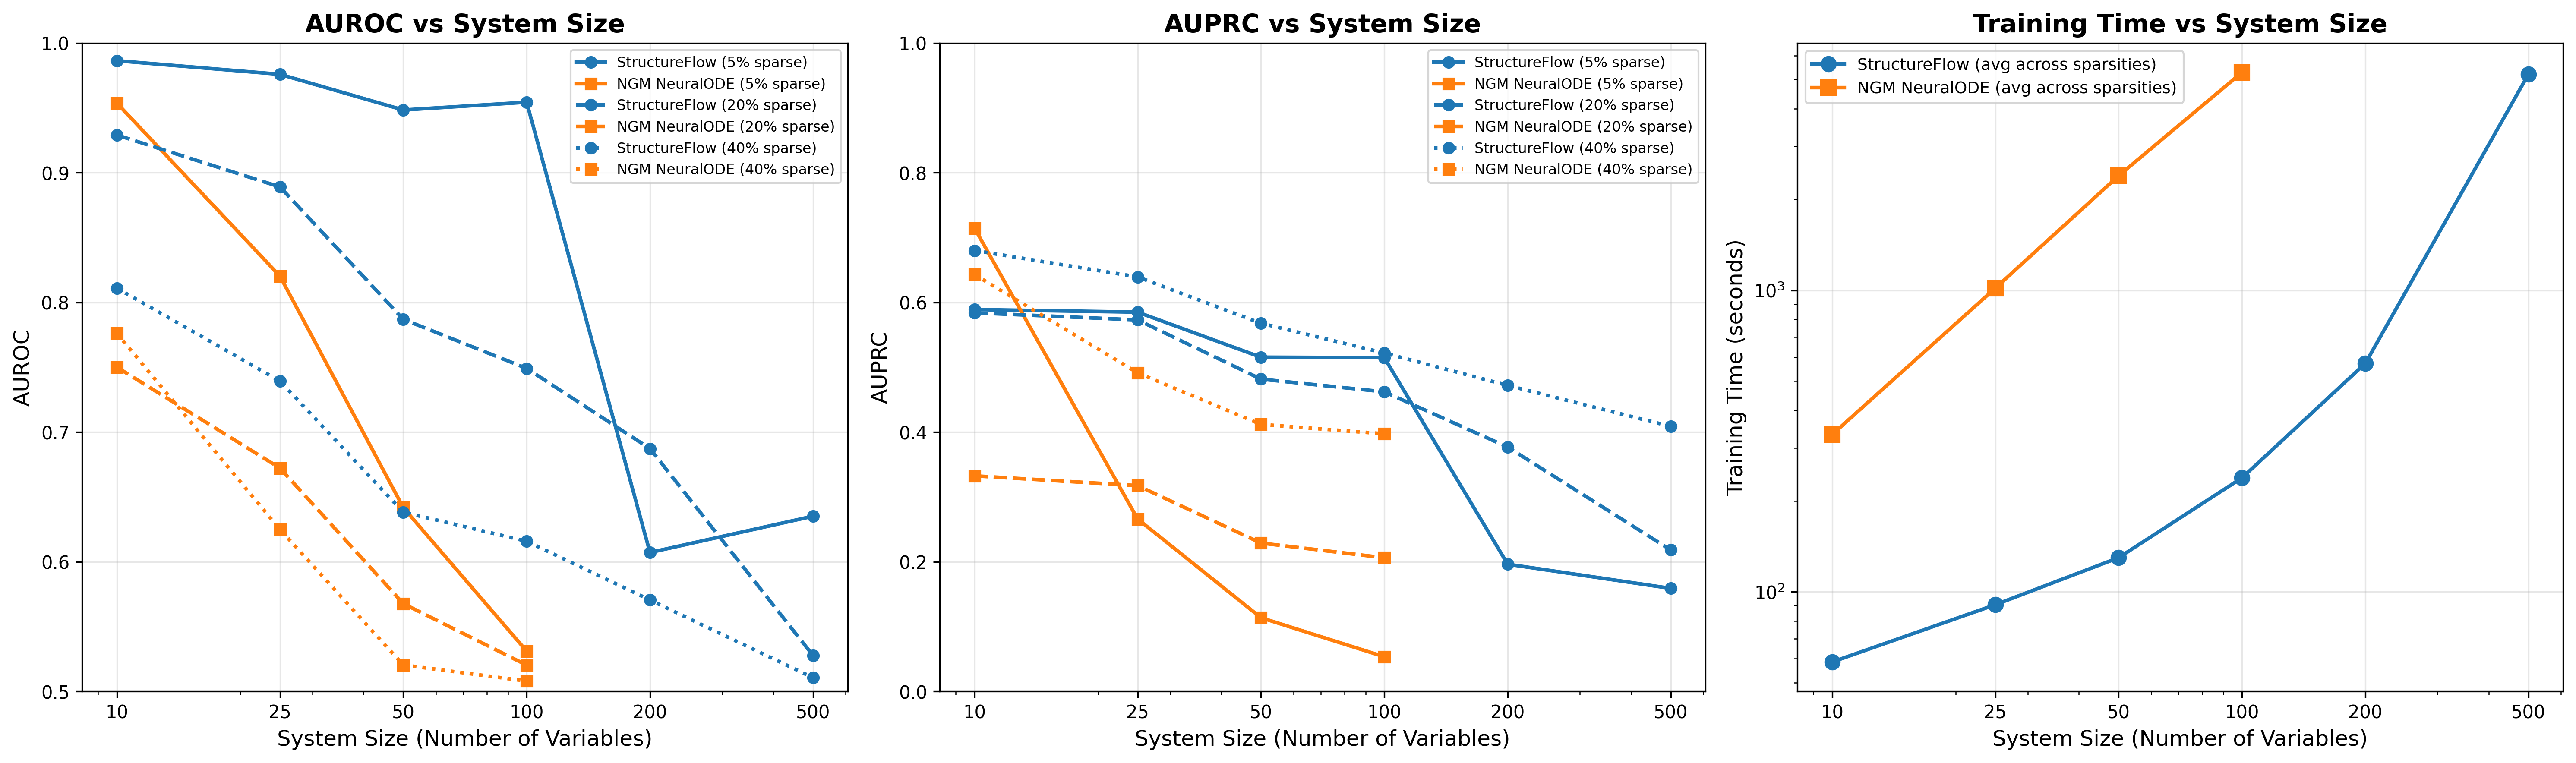 AUROC vs System Size
1.0
0.9
0.8
0.7
0.6
0.5
AUROC
StructureFlow (5% sparse)
NGM NeuralODE (5% sparse)
StructureFlow (20% sparse)
NGM NeuralODE (20% sparse)
StructureFlow (40% sparse)
NGM NeuralODE (40% sparse)
10 25 50 100 200 500
System Size (Number of Variables)
AUPRC vs System Size
1.0
0.8
0.6
0.4
0.2
0.0
AUPRC
StructureFlow (5% sparse)
NGM NeuralODE (5% sparse)
StructureFlow (20% sparse)
NGM NeuralODE (20% sparse)
StructureFlow (40% sparse)
NGM NeuralODE (40% sparse)
10 25 50 100 200 500
System Size (Number of Variables)
Training Time vs System Size
10³
10²
Training Time (seconds)
StructureFlow (avg across sparsities)
NGM NeuralODE (avg across sparsities)
10 25 50 100 200 500
System Size (Number of Variables)